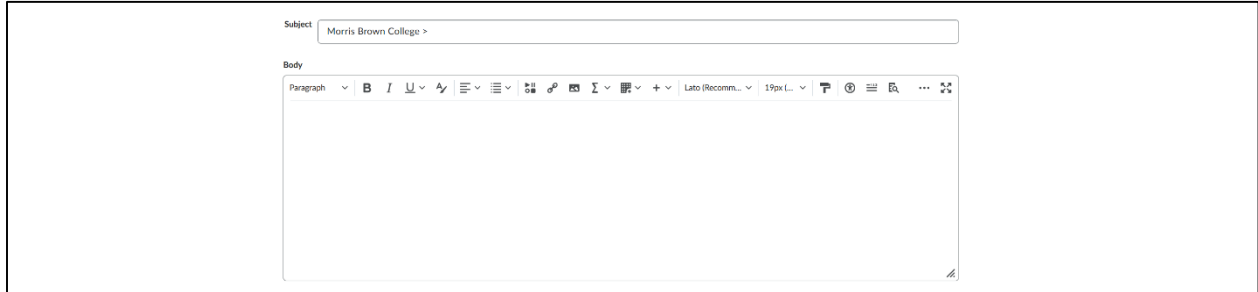 Subject
Morris Brown College >
Body
Paragraph B I U A Σ + Lato (Recomm... 19px (... ...